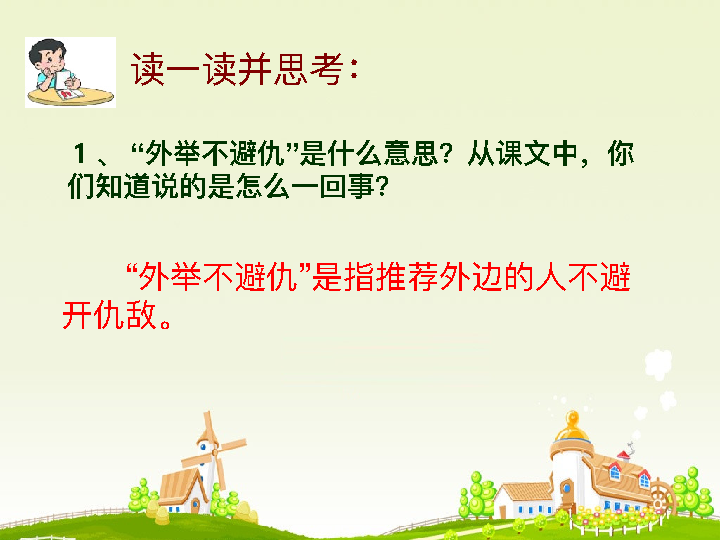 读一读并思考：
1、“外举不避仇”是什么意思？从课文中，你
们知道说的是怎么一回事？
“外举不避仇”是指推荐外边的人不避
开仇敌。